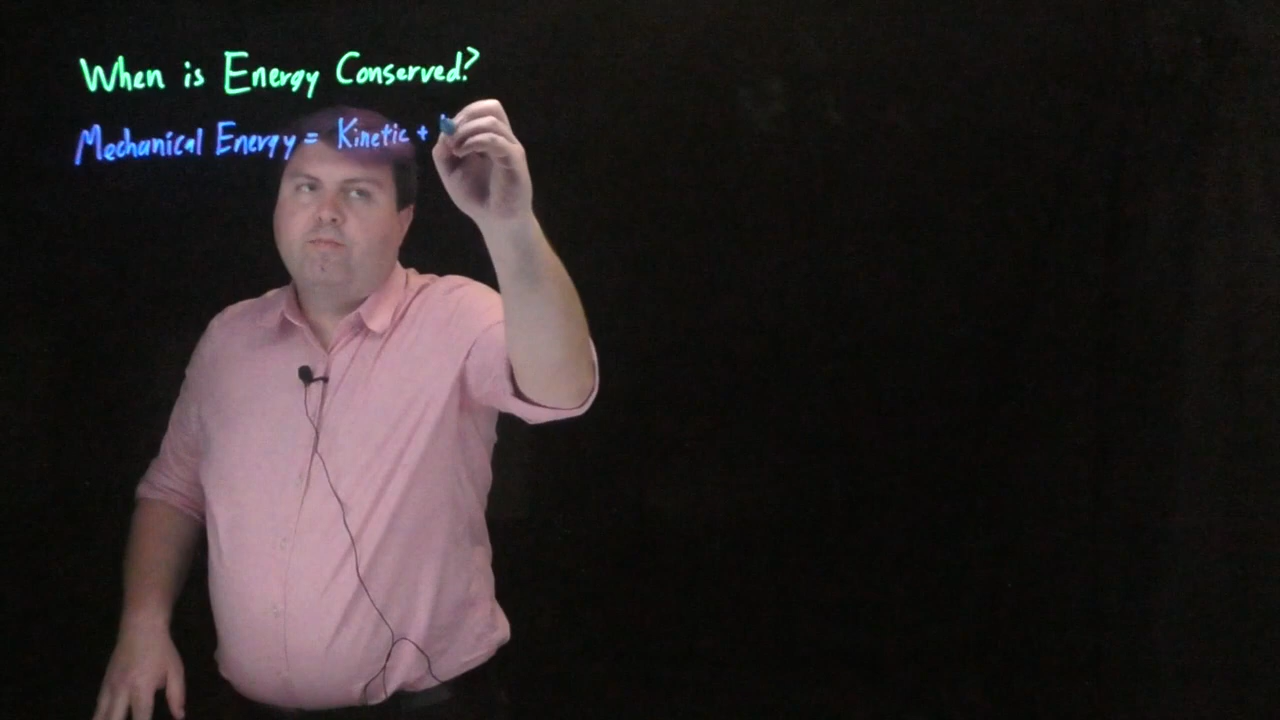 When is Energy Conserved?
Mechanical Energy = Kinetic +